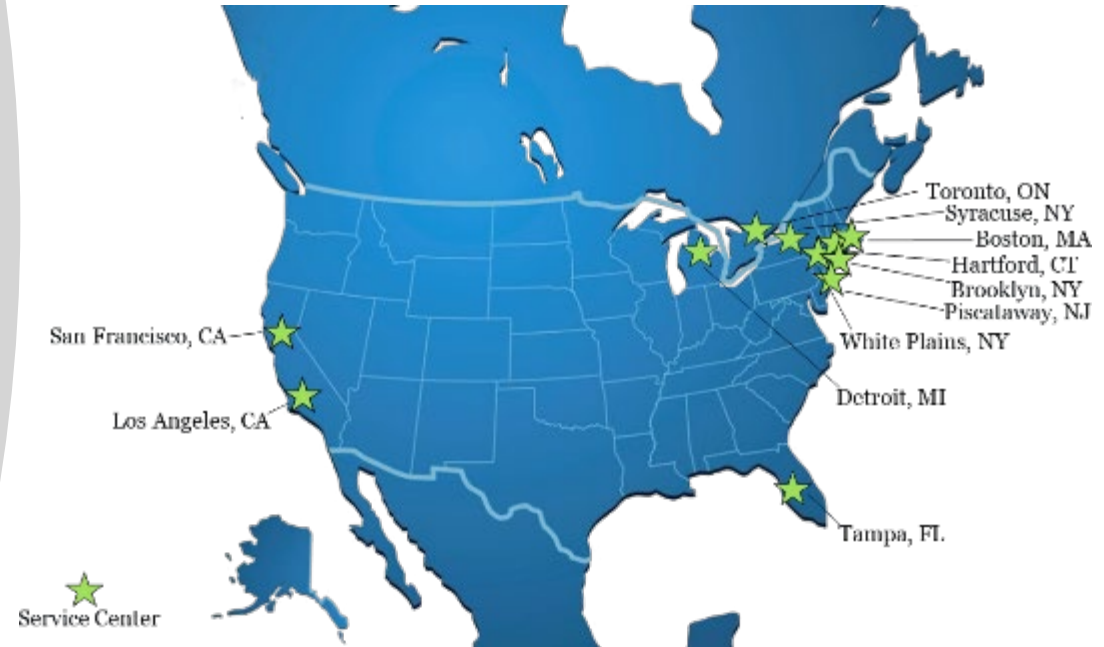 Toronto, ON
Syracuse, NY
Boston, MA
Hartford, CT
Brooklyn, NY
Piscataway, NJ
White Plains, NY
San Francisco, CA
Detroit, MI
Los Angeles, CA
Tampa, FL
Service Center